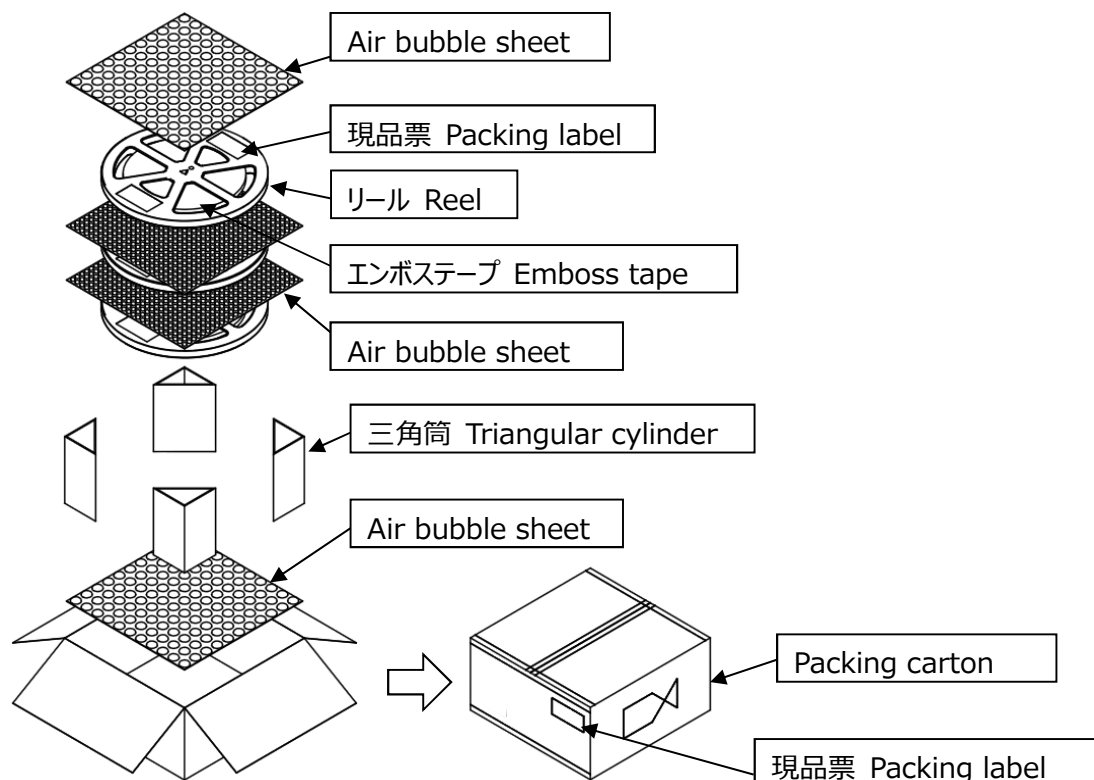 Air bubble sheet
現品票 Packing label
リール Reel
エンボステープ Emboss tape
Air bubble sheet
三角筒 Triangular cylinder
Air bubble sheet
Packing carton
現品票 Packing label